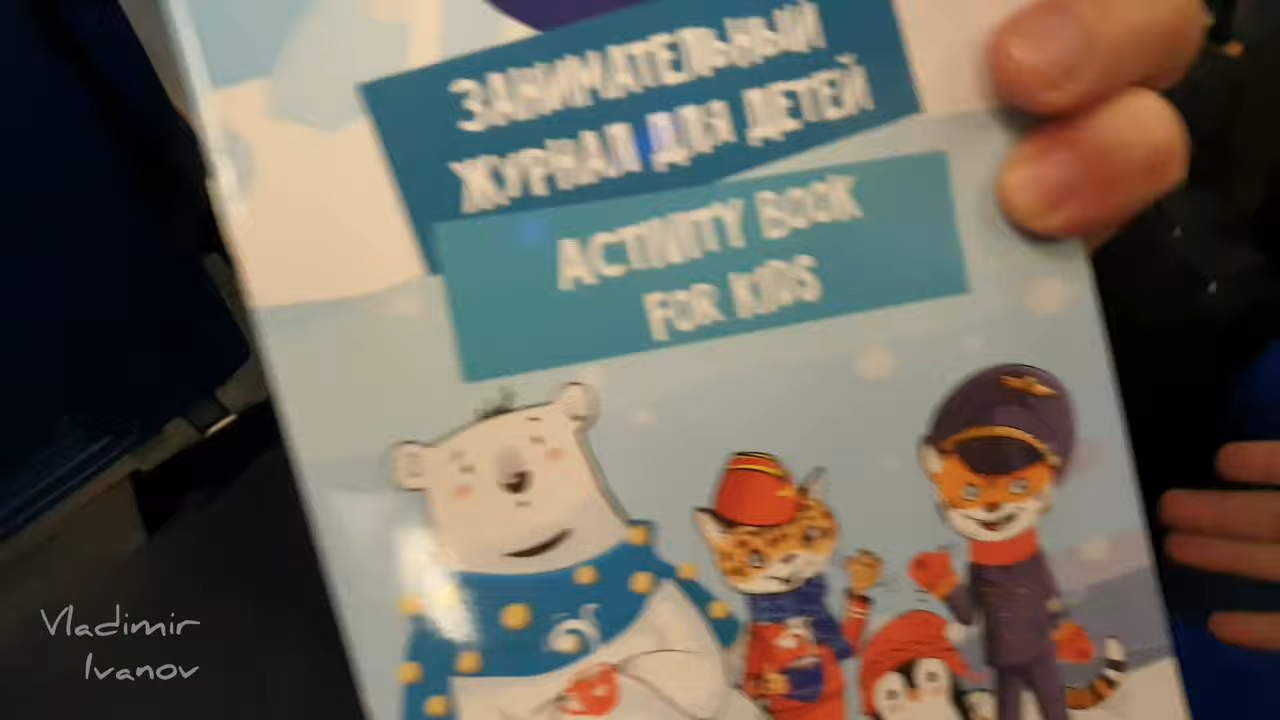 ЗАНИМАТЕЛЬНЫЙ
ЖУРНАЛ ДЛЯ ДЕТЕЙ
ACTIVITY BOOK
FOR KIDS
Vladimir
Ivanov